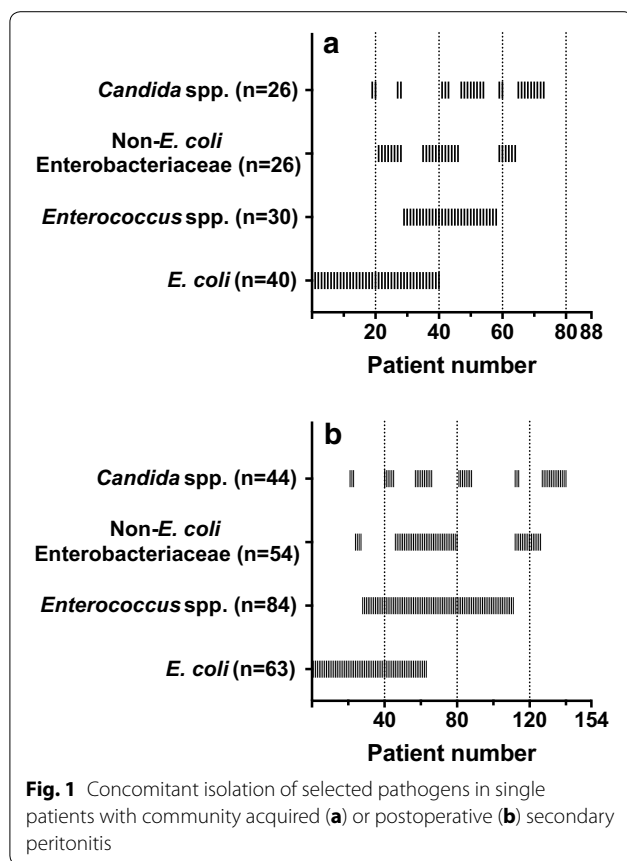 a
Candida spp. (n=26)
Non-E. coli
Enterobacteriaceae (n=26)
Enterococcus spp. (n=30)
E. coli (n=40)
20 40 60 80 88
Patient number
b
Candida spp. (n=44)
Non-E. coli
Enterobacteriaceae (n=54)
Enterococcus spp. (n=84)
E. coli (n=63)
40 80 120 154
Patient number
Fig. 1 Concomitant isolation of selected pathogens in single
patients with community acquired (a) or postoperative (b) secondary
peritonitis